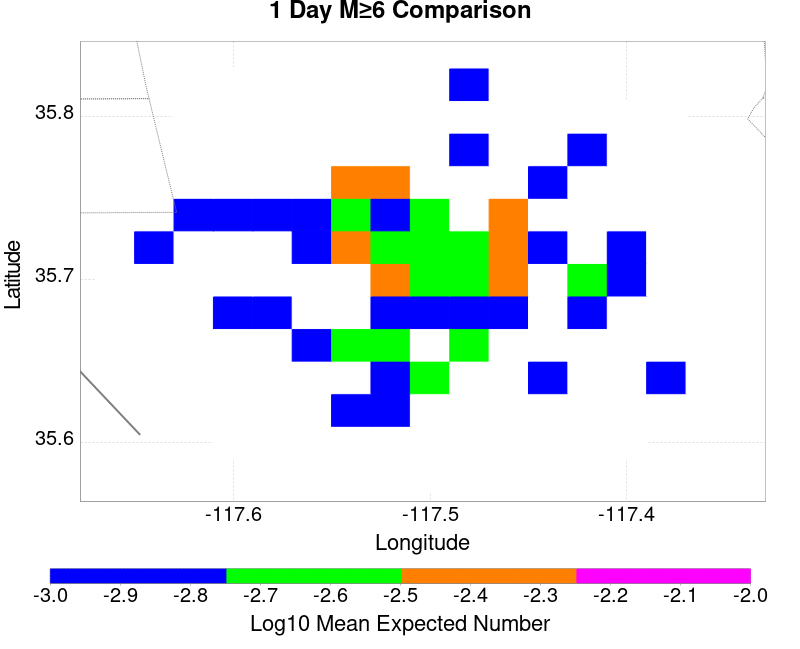 1 Day M≥6 Comparison
35.8
35.7
35.6
Latitude
-117.6 -117.5 -117.4
Longitude
-3.0 -2.9 -2.8 -2.7 -2.6 -2.5 -2.4 -2.3 -2.2 -2.1 -2.0
Log10 Mean Expected Number